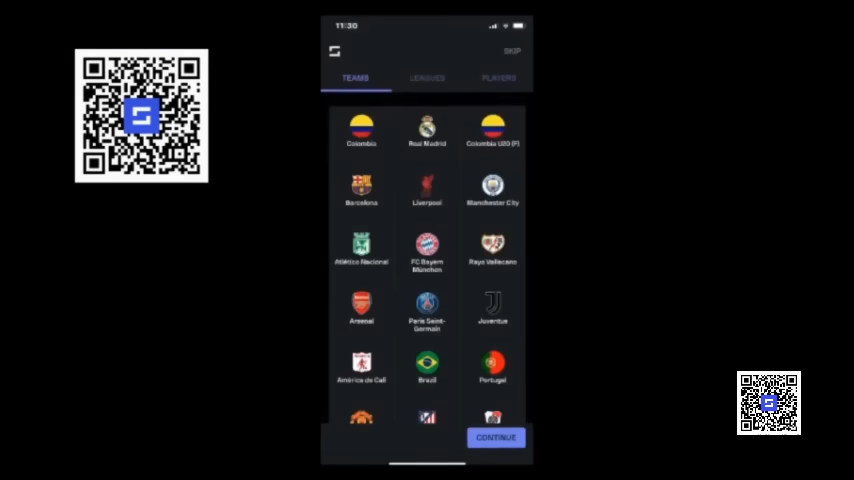 11:30
SKIP
TEAMS LEAGUES PLAYERS
Colombia Real Madrid Colombia U20 (F)
Barcelona Liverpool Manchester City
Atlético Nacional FC Bayern München Rayo Vallecano
Arsenal Paris Saint-Germain Juventus
América de Cali Brazil Portugal
CONTINUE